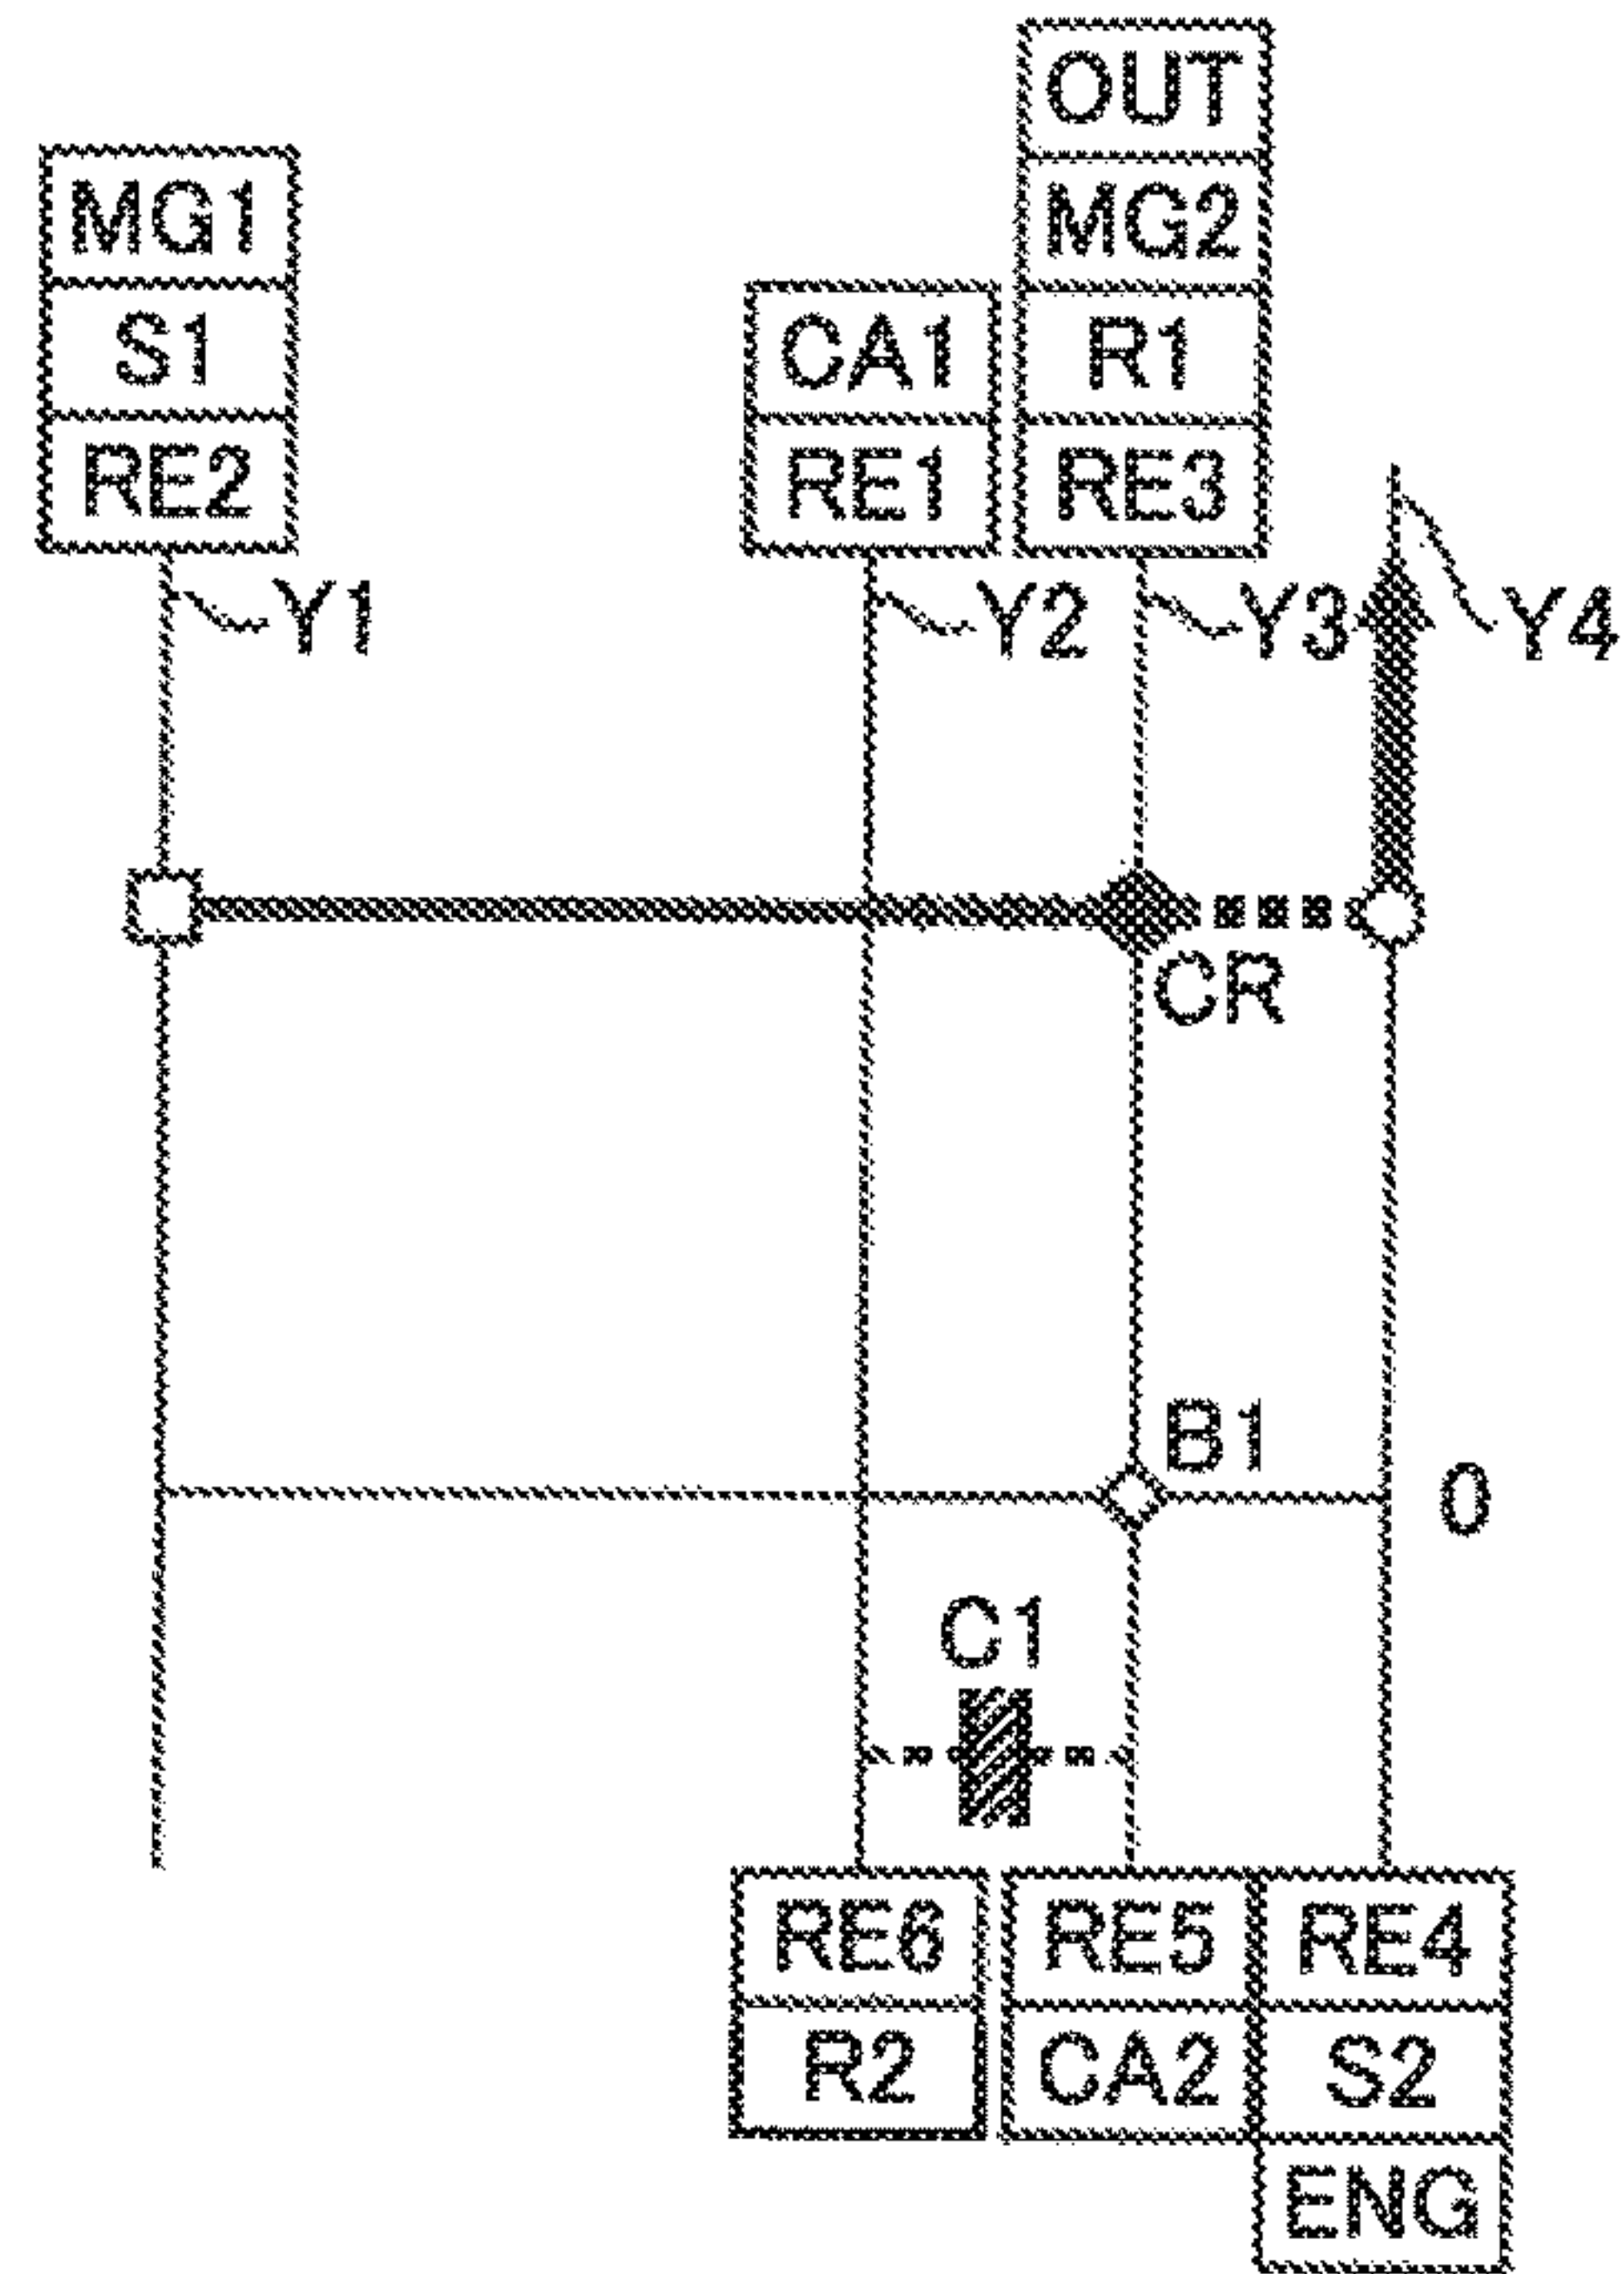 OUT
MG1
MG2
S1
CA1
R1
RE2
RE1
RE3
Y1
Y2
Y3
Y4
CR
B1
0
C1
RE6
RE5
RE4
R2
CA2
S2
ENG